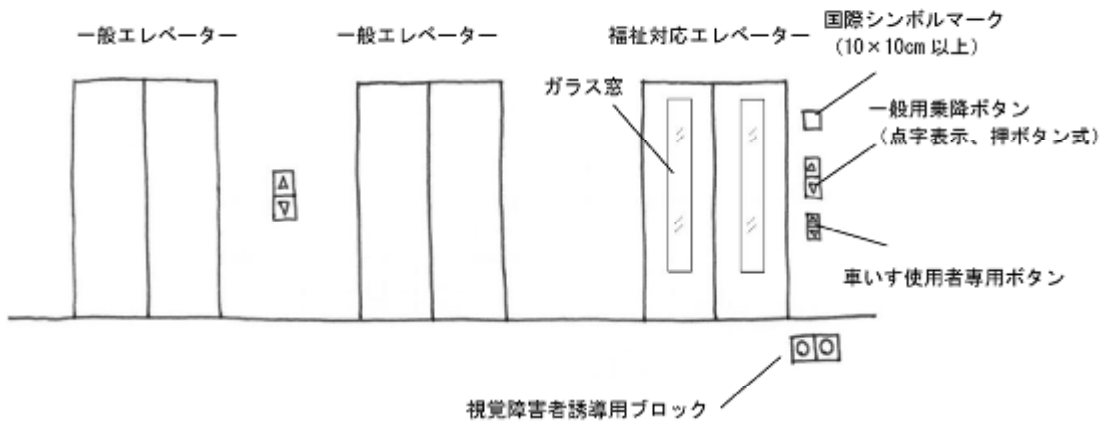 一般エレベーター
一般エレベーター
福祉対応エレベーター
国際シンボルマーク
(10×10cm 以上)
ガラス窓
一般用乗降ボタン
(点字表示、押ボタン式)
車いす使用者専用ボタン
視覚障害者誘導用ブロック